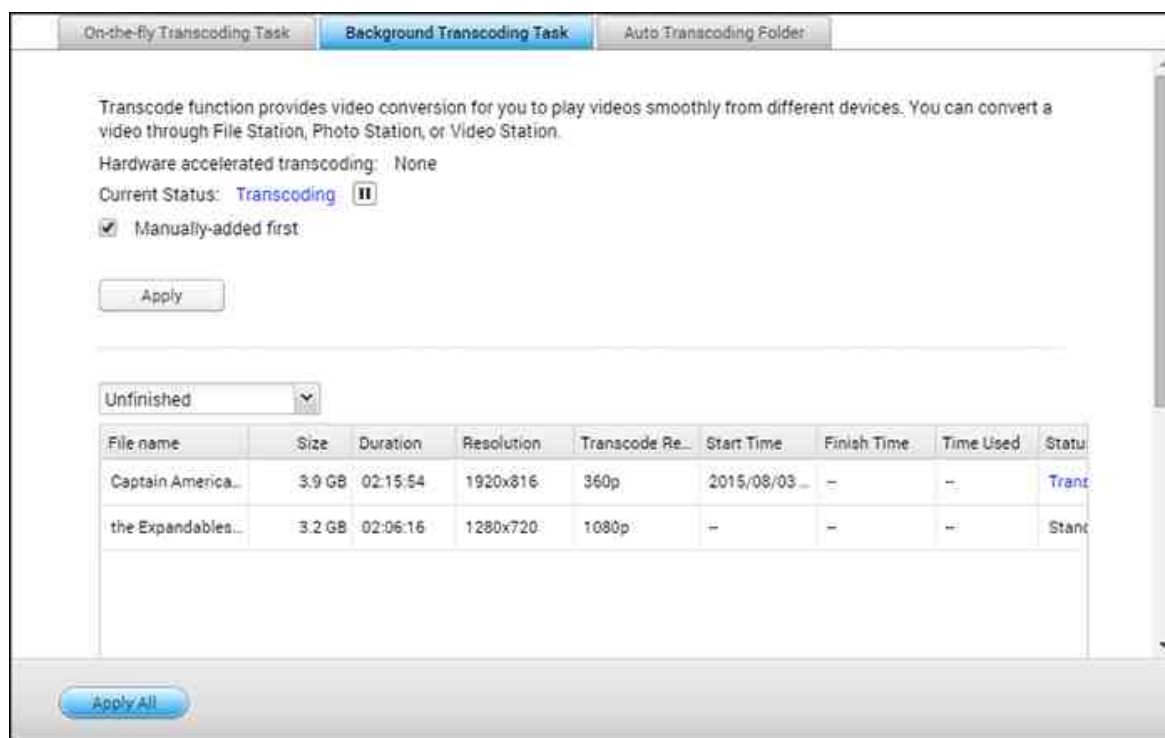 On-the-fly Transcoding Task Background Transcoding Task Auto Transcoding Folder
Transcode function provides video conversion for you to play videos smoothly from different devices. You can convert a
video through File Station, Photo Station, or Video Station.
Hardware accelerated transcoding: None
Current Status: Transcoding
Manually-added first
Apply
Unfinished
File name Size Duration Resolution Transcode Re... Start Time Finish Time Time Used Statu
Captain America... 3.9 GB 02:15:54 1920x816 360p 2015/08/03 ... -- -- Trans
the Expandables... 3.2 GB 02:06:16 1280x720 1080p -- -- -- Stand
Apply All